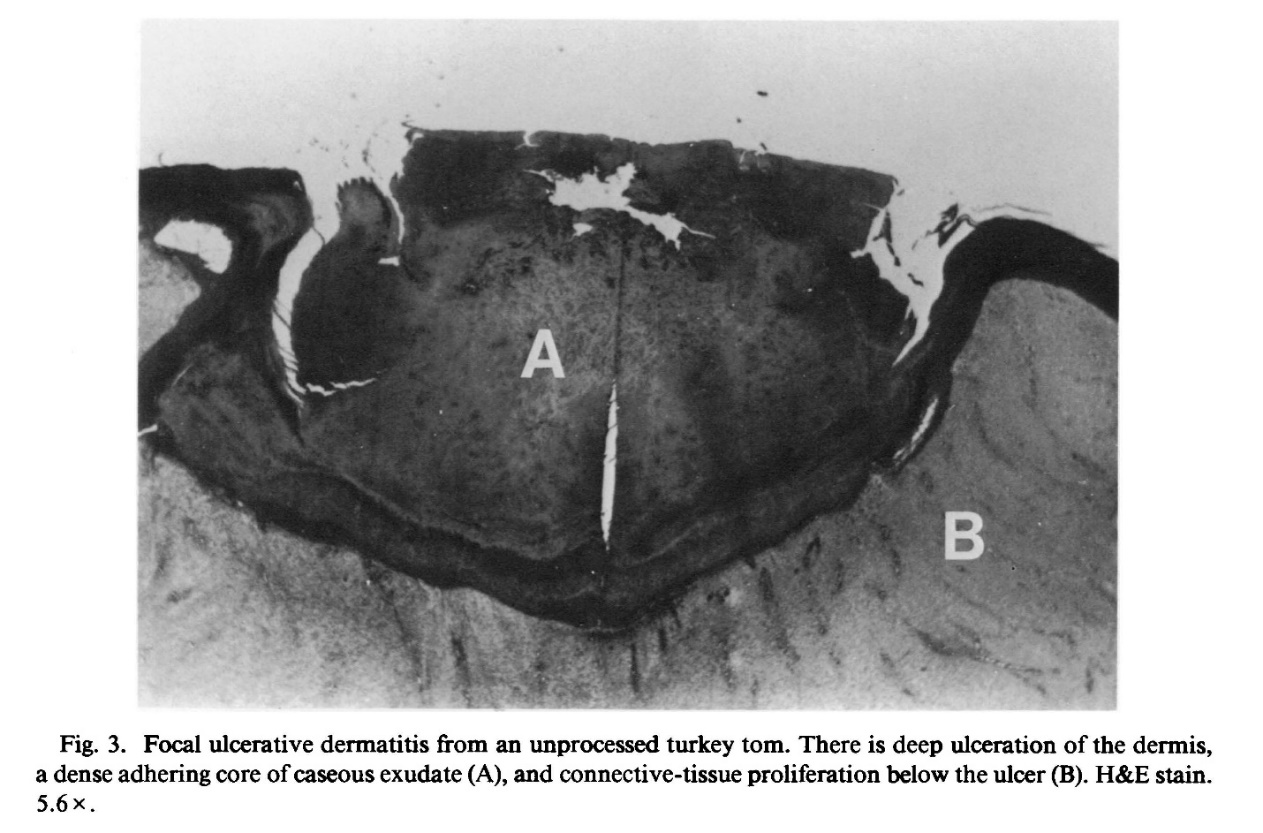 A
B
Fig. 3. Focal ulcerative dermatitis from an unprocessed turkey tom. There is deep ulceration of the dermis,
a dense adhering core of caseous exudate (A), and connective-tissue proliferation below the ulcer (B). H&E stain.
5.6×.